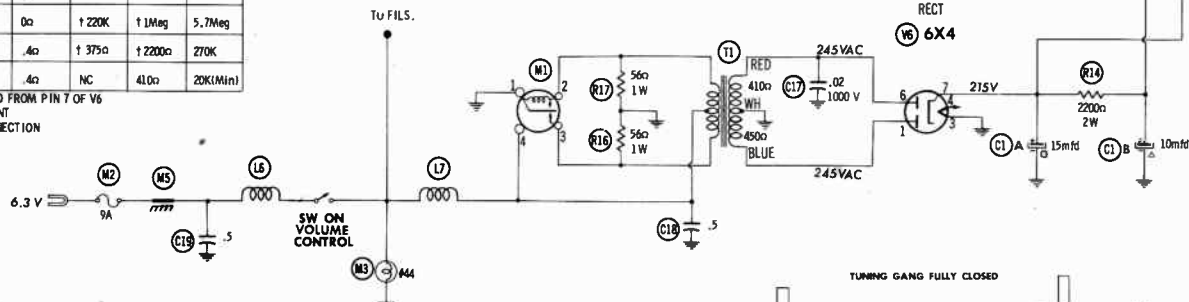 0Ω † 220K † 1Meg 5.7Meg
.4Ω † 375Ω † 2200Ω 270K
.4Ω NC 410Ω 20K(Min)
FROM PIN 7 OF V6
NT
SECTION
TO FILS.
RECT
V6 6X4
M1
1
2
3
4
R17
56Ω
1W
R16
56Ω
1W
T1
RED
410Ω
WH
450Ω
BLUE
245VAC
C17
.02
1000 V
245VAC
6
1
7
4
3
215V
R14
2200Ω
2W
C1 A
15mfd
C1 B
10mfd
6.3 V
M2
9A
M5
L6
C19
.5
SW ON
VOLUME
CONTROL
L7
M3
#44
C18
.5
TUNING GANG FULLY CLOSED